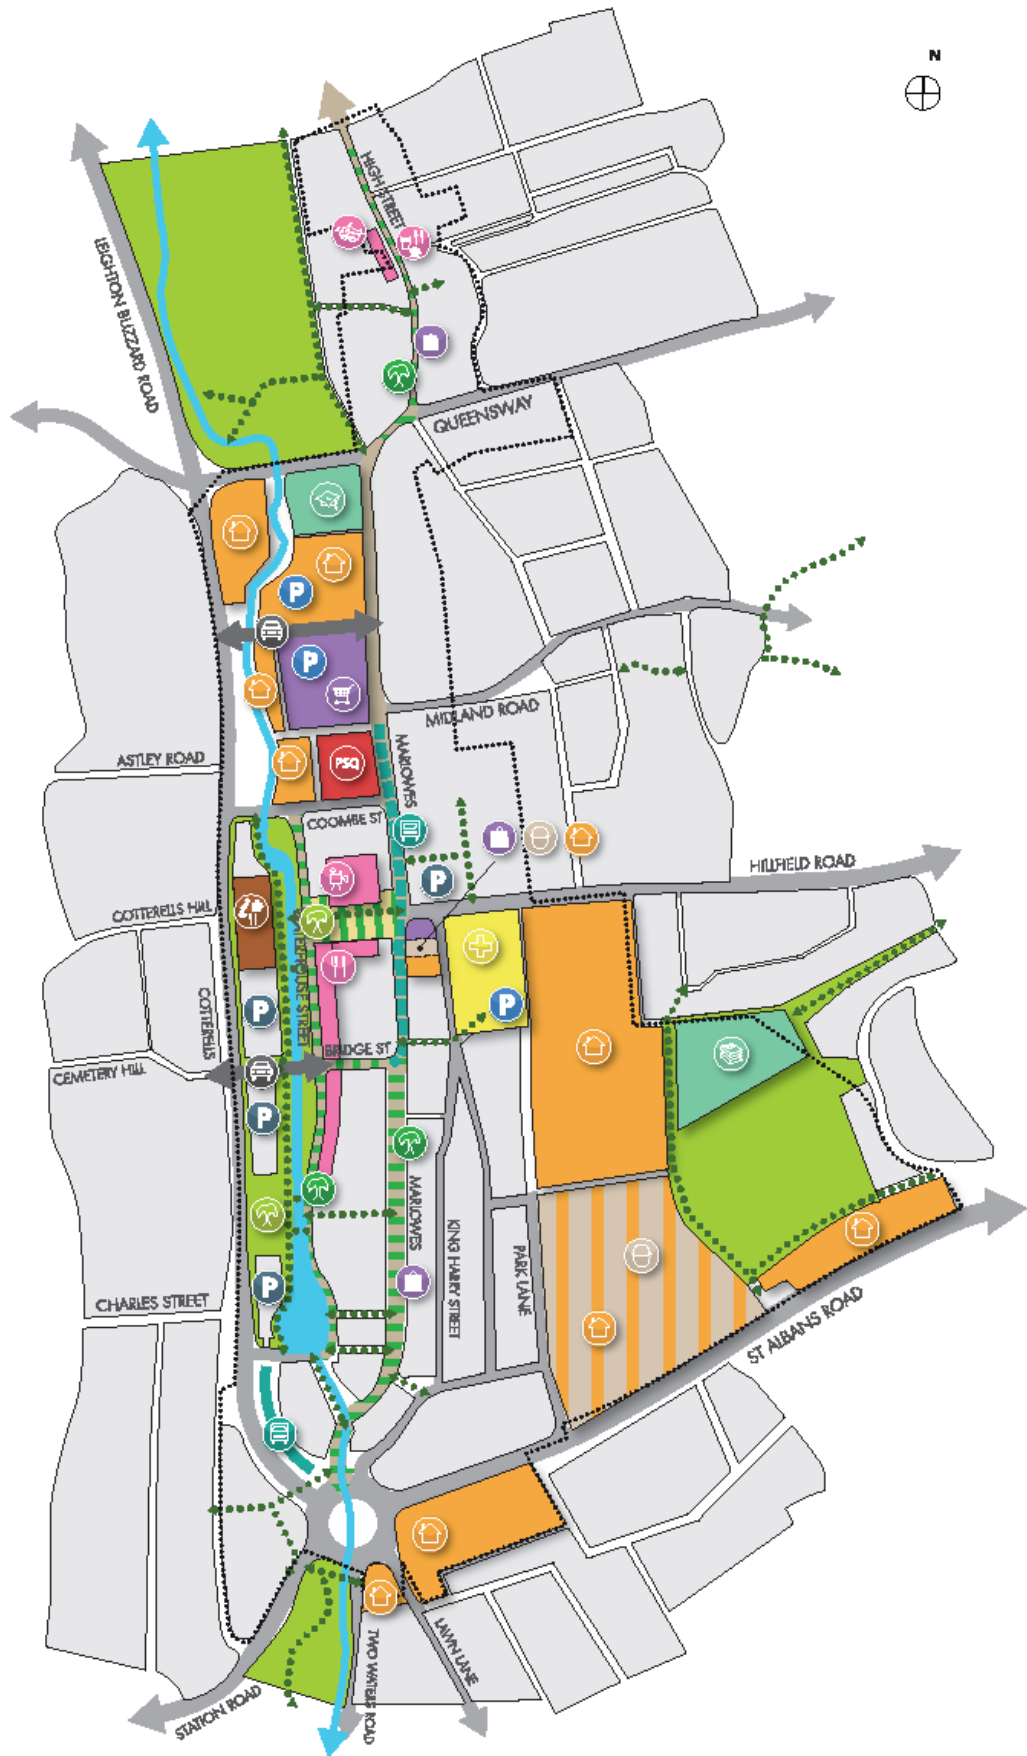 N
HIGH STREET
LEIGHTON BUZZARD ROAD
QUEENSWAY
P
P
MIDLAND ROAD
MARLOWES
ASTLEY ROAD
PSQ
COOMBE ST
HILLFIELD ROAD
P
COTTERELLS HILL
WATERHOUSE STREET
P
P
COTTERELLS
BRIDGE ST
CEMETERY HILL
P
MARLOWES
KING HARRY STREET
PARK LANE
P
CHARLES STREET
ST ALBANS ROAD
LAWN LANE
TWO WATERS ROAD
STATION ROAD